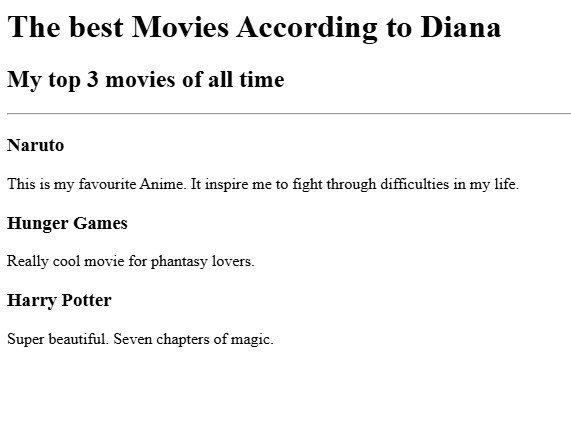 The best Movies According to Diana
My top 3 movies of all time
Naruto
This is my favourite Anime. It inspire me to fight through difficulties in my life.
Hunger Games
Really cool movie for phantasy lovers.
Harry Potter
Super beautiful. Seven chapters of magic.